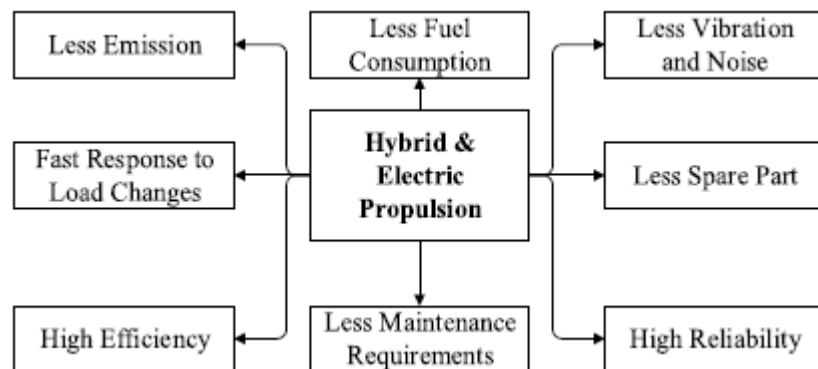 Less Emission
Less Fuel
Consumption
Less Vibration
and Noise
Fast Response to
Load Changes
Hybrid &
Electric
Propulsion
Less Spare Part
High Efficiency
Less Maintenance
Requirements
High Reliability